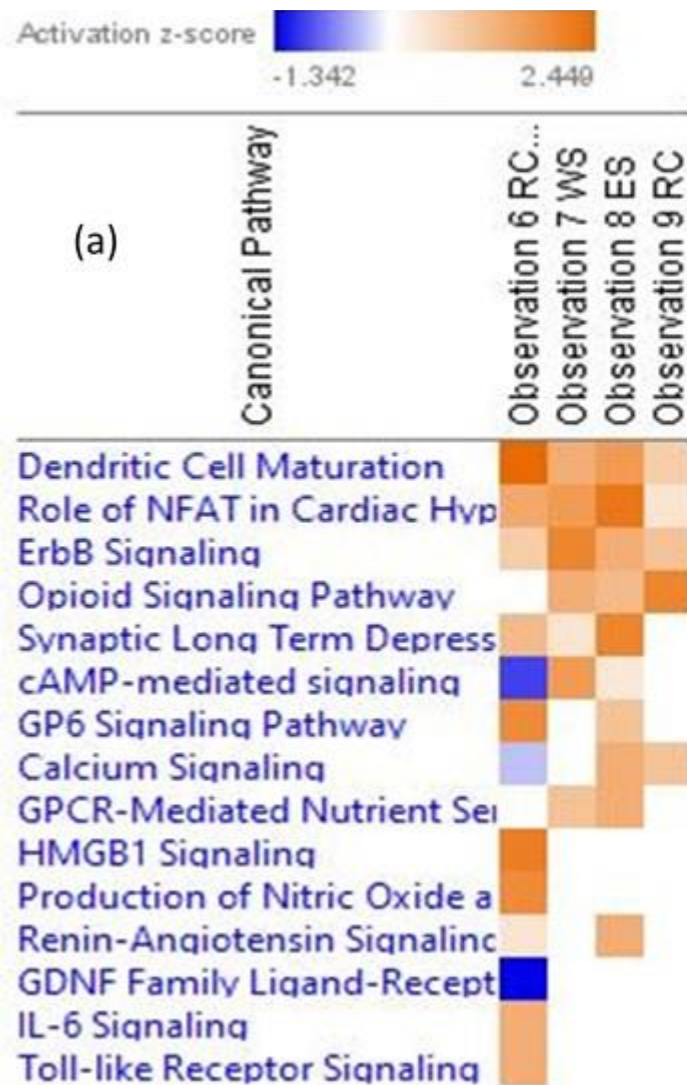 Activation z-score
-1.342 2.449
(a)
Canonical Pathway
Observation 6 RC...
Observation 7 WS
Observation 8 ES
Observation 9 RC
Dendritic Cell Maturation
Role of NFAT in Cardiac Hyp
ErbB Signaling
Opioid Signaling Pathway
Synaptic Long Term Depress
cAMP-mediated signaling
GP6 Signaling Pathway
Calcium Signaling
GPCR-Mediated Nutrient Sen
HMGB1 Signaling
Production of Nitric Oxide a
Renin-Angiotensin Signaling
GDNF Family Ligand-Recept
IL-6 Signaling
Toll-like Receptor Signaling